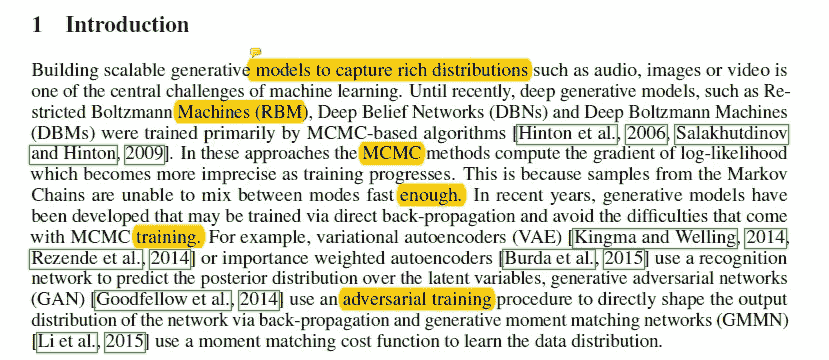 1 Introduction
Building scalable generative models to capture rich distributions such as audio, images or video is
one of the central challenges of machine learning. Until recently, deep generative models, such as Re-
stricted Boltzmann Machines (RBM), Deep Belief Networks (DBNs) and Deep Boltzmann Machines
(DBMs) were trained primarily by MCMC-based algorithms [Hinton et al., 2006, Salakhutdinov
and Hinton, 2009]. In these approaches the MCMC methods compute the gradient of log-likelihood
which becomes more imprecise as training progresses. This is because samples from the Markov
Chains are unable to mix between modes fast enough. In recent years, generative models have
been developed that may be trained via direct back-propagation and avoid the difficulties that come
with MCMC training. For example, variational autoencoders (VAE) [Kingma and Welling, 2014,
Rezende et al., 2014] or importance weighted autoencoders [Burda et al., 2015] use a recognition
network to predict the posterior distribution over the latent variables, generative adversarial networks
(GAN) [Goodfellow et al., 2014] use an adversarial training procedure to directly shape the output
distribution of the network via back-propagation and generative moment matching networks (GMMN)
[Li et al., 2015] use a moment matching cost function to learn the data distribution.